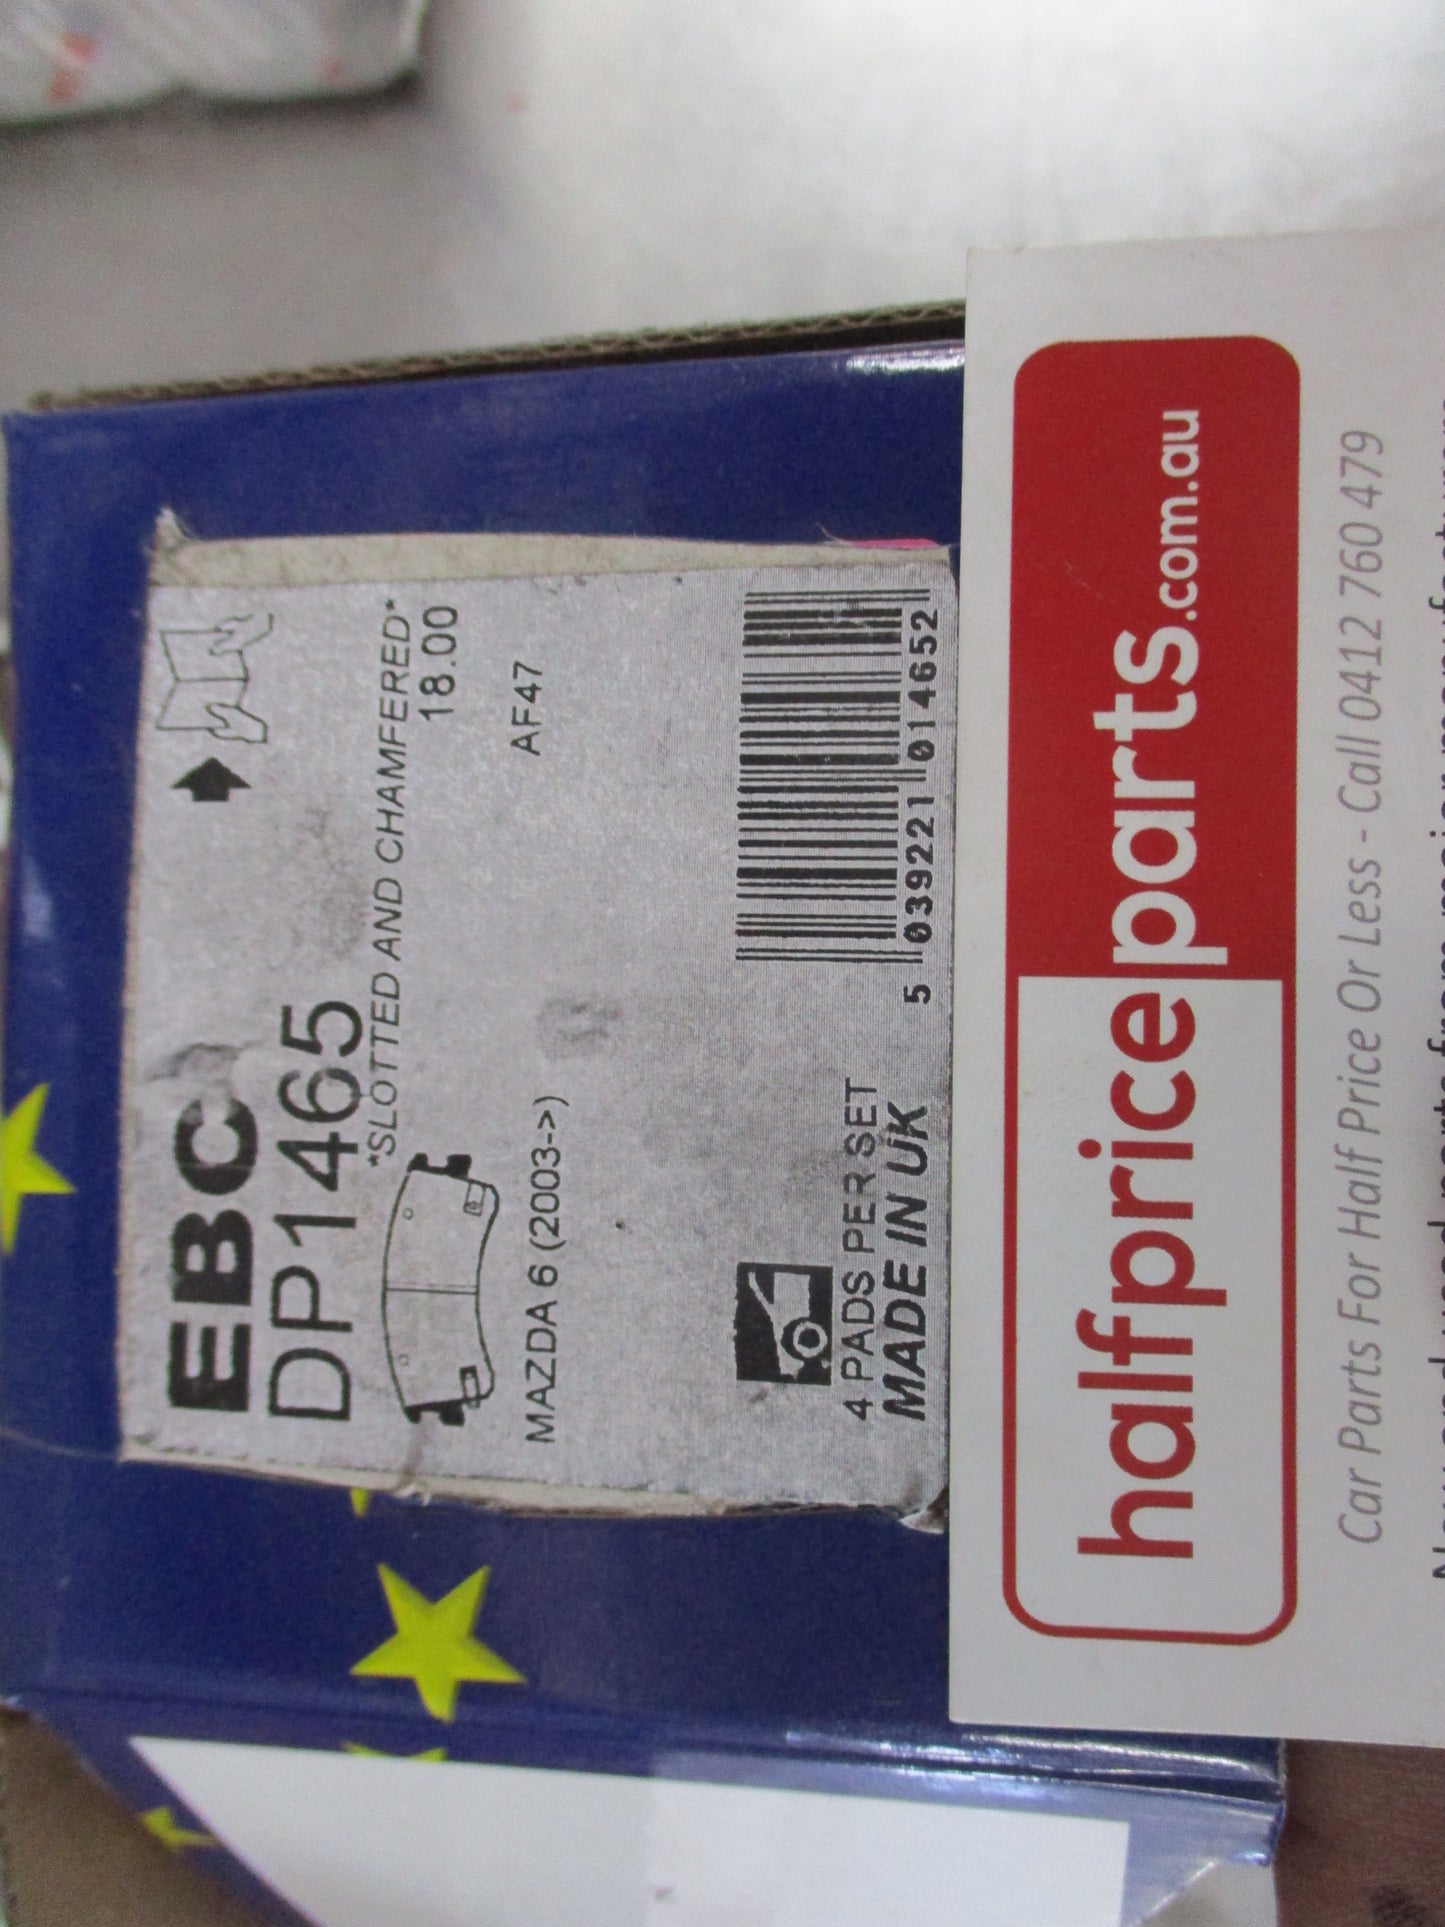 EBC
DP1465
*SLOTTED AND CHAMFERED*
18.00
MAZDA 6 (2003->)
AF47
4 PADS PER SET
MADE IN UK
5 039221 014652
halfpriceparts.com.au
Car Parts For Half Price Or Less - Call 0412 760 479